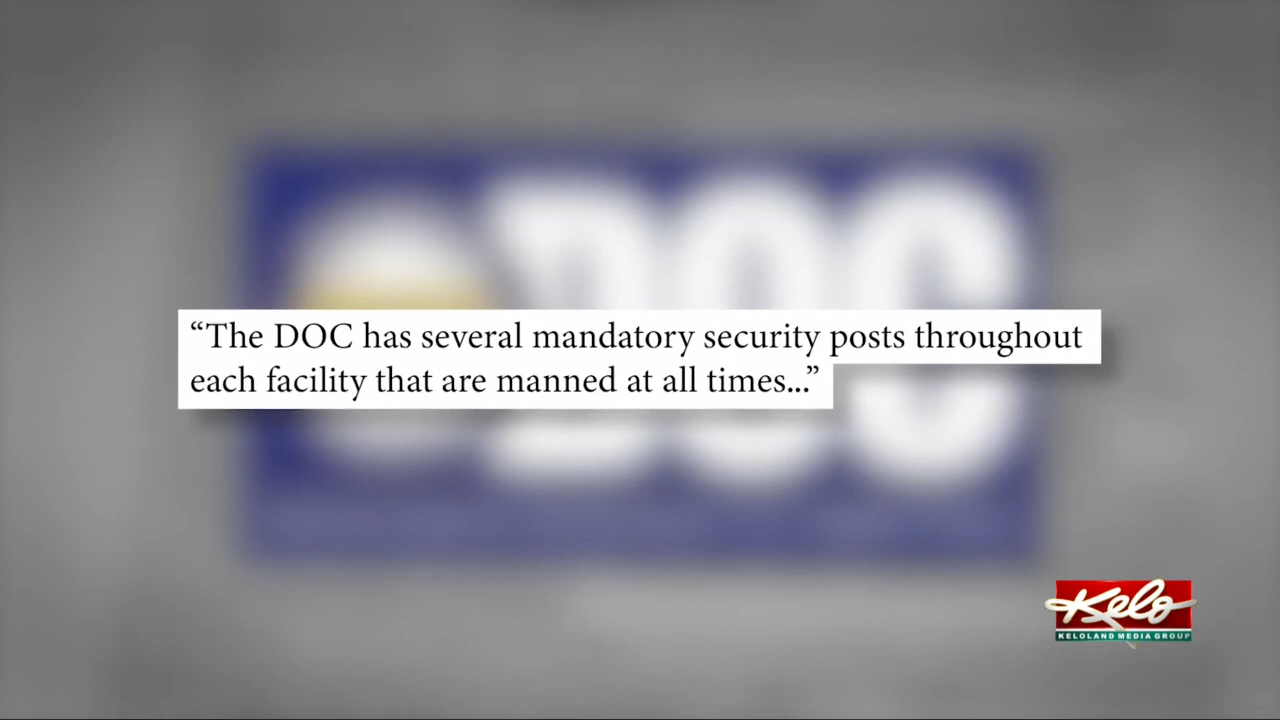 DOC
“The DOC has several mandatory security posts throughout
each facility that are manned at all times...”
Kelo
KELOLAND MEDIA GROUP